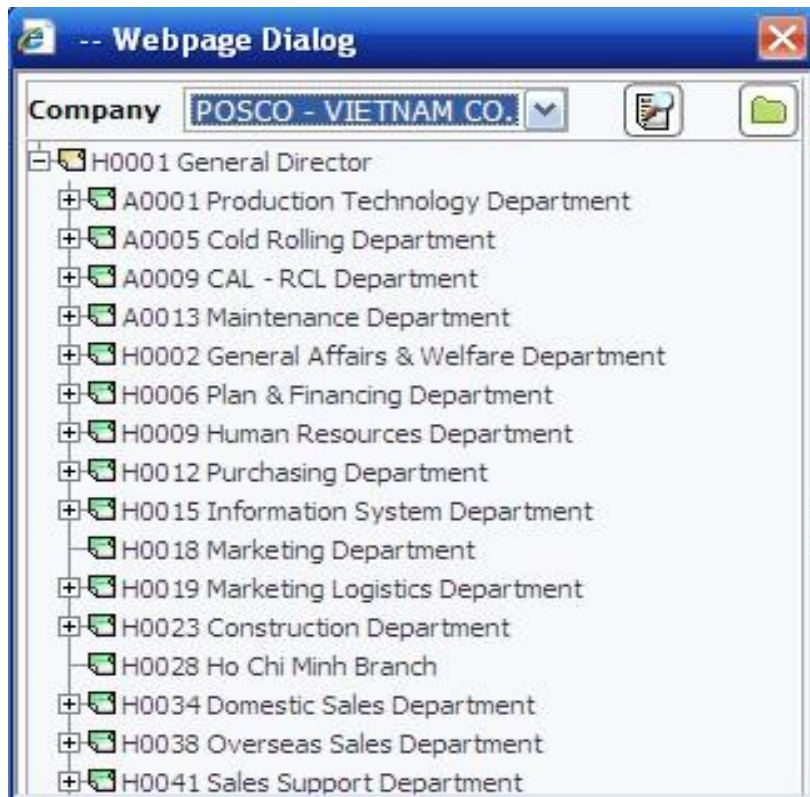 -- Webpage Dialog
Company POSCO - VIETNAM CO.
H0001 General Director
A0001 Production Technology Department
A0005 Cold Rolling Department
A0009 CAL - RCL Department
A0013 Maintenance Department
H0002 General Affairs & Welfare Department
H0006 Plan & Financing Department
H0009 Human Resources Department
H0012 Purchasing Department
H0015 Information System Department
H0018 Marketing Department
H0019 Marketing Logistics Department
H0023 Construction Department
H0028 Ho Chi Minh Branch
H0034 Domestic Sales Department
H0038 Overseas Sales Department
H0041 Sales Support Department